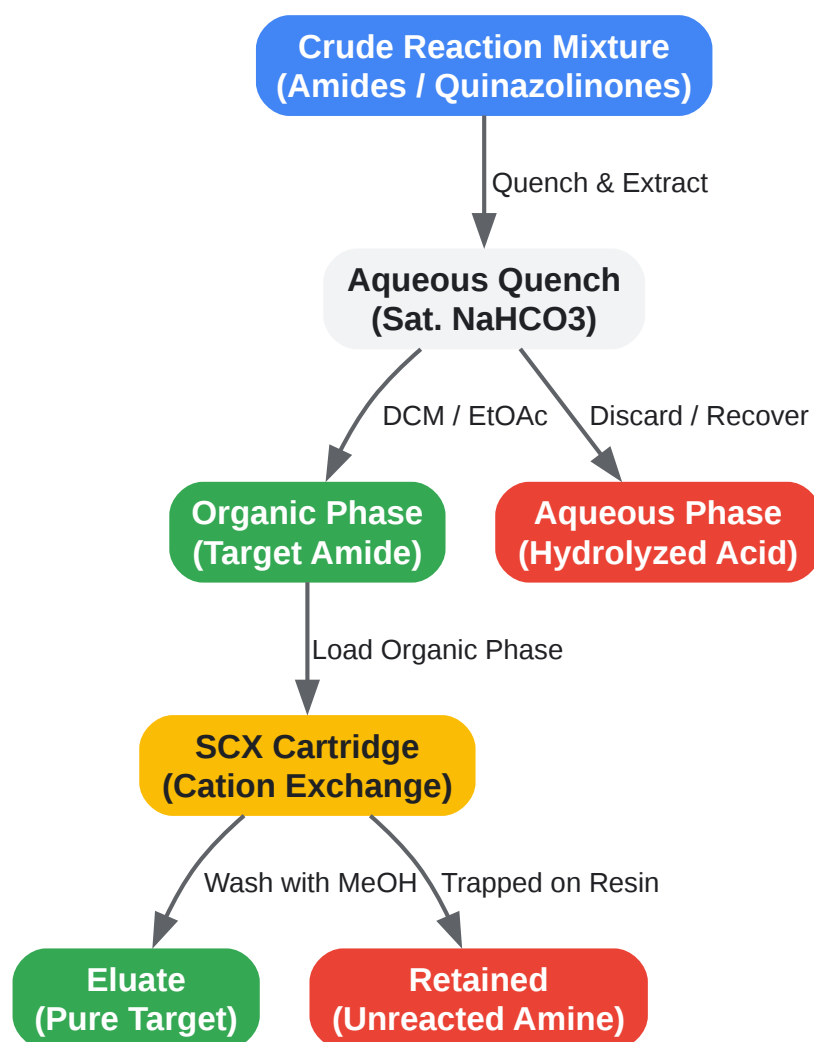 Crude Reaction Mixture
(Amides / Quinazolinones)
Quench & Extract
Aqueous Quench
(Sat. NaHCO3)
DCM / EtOAc
Discard / Recover
Organic Phase
(Target Amide)
Aqueous Phase
(Hydrolyzed Acid)
Load Organic Phase
SCX Cartridge
(Cation Exchange)
Wash with MeOH
Trapped on Resin
Eluate
(Pure Target)
Retained
(Unreacted Amine)